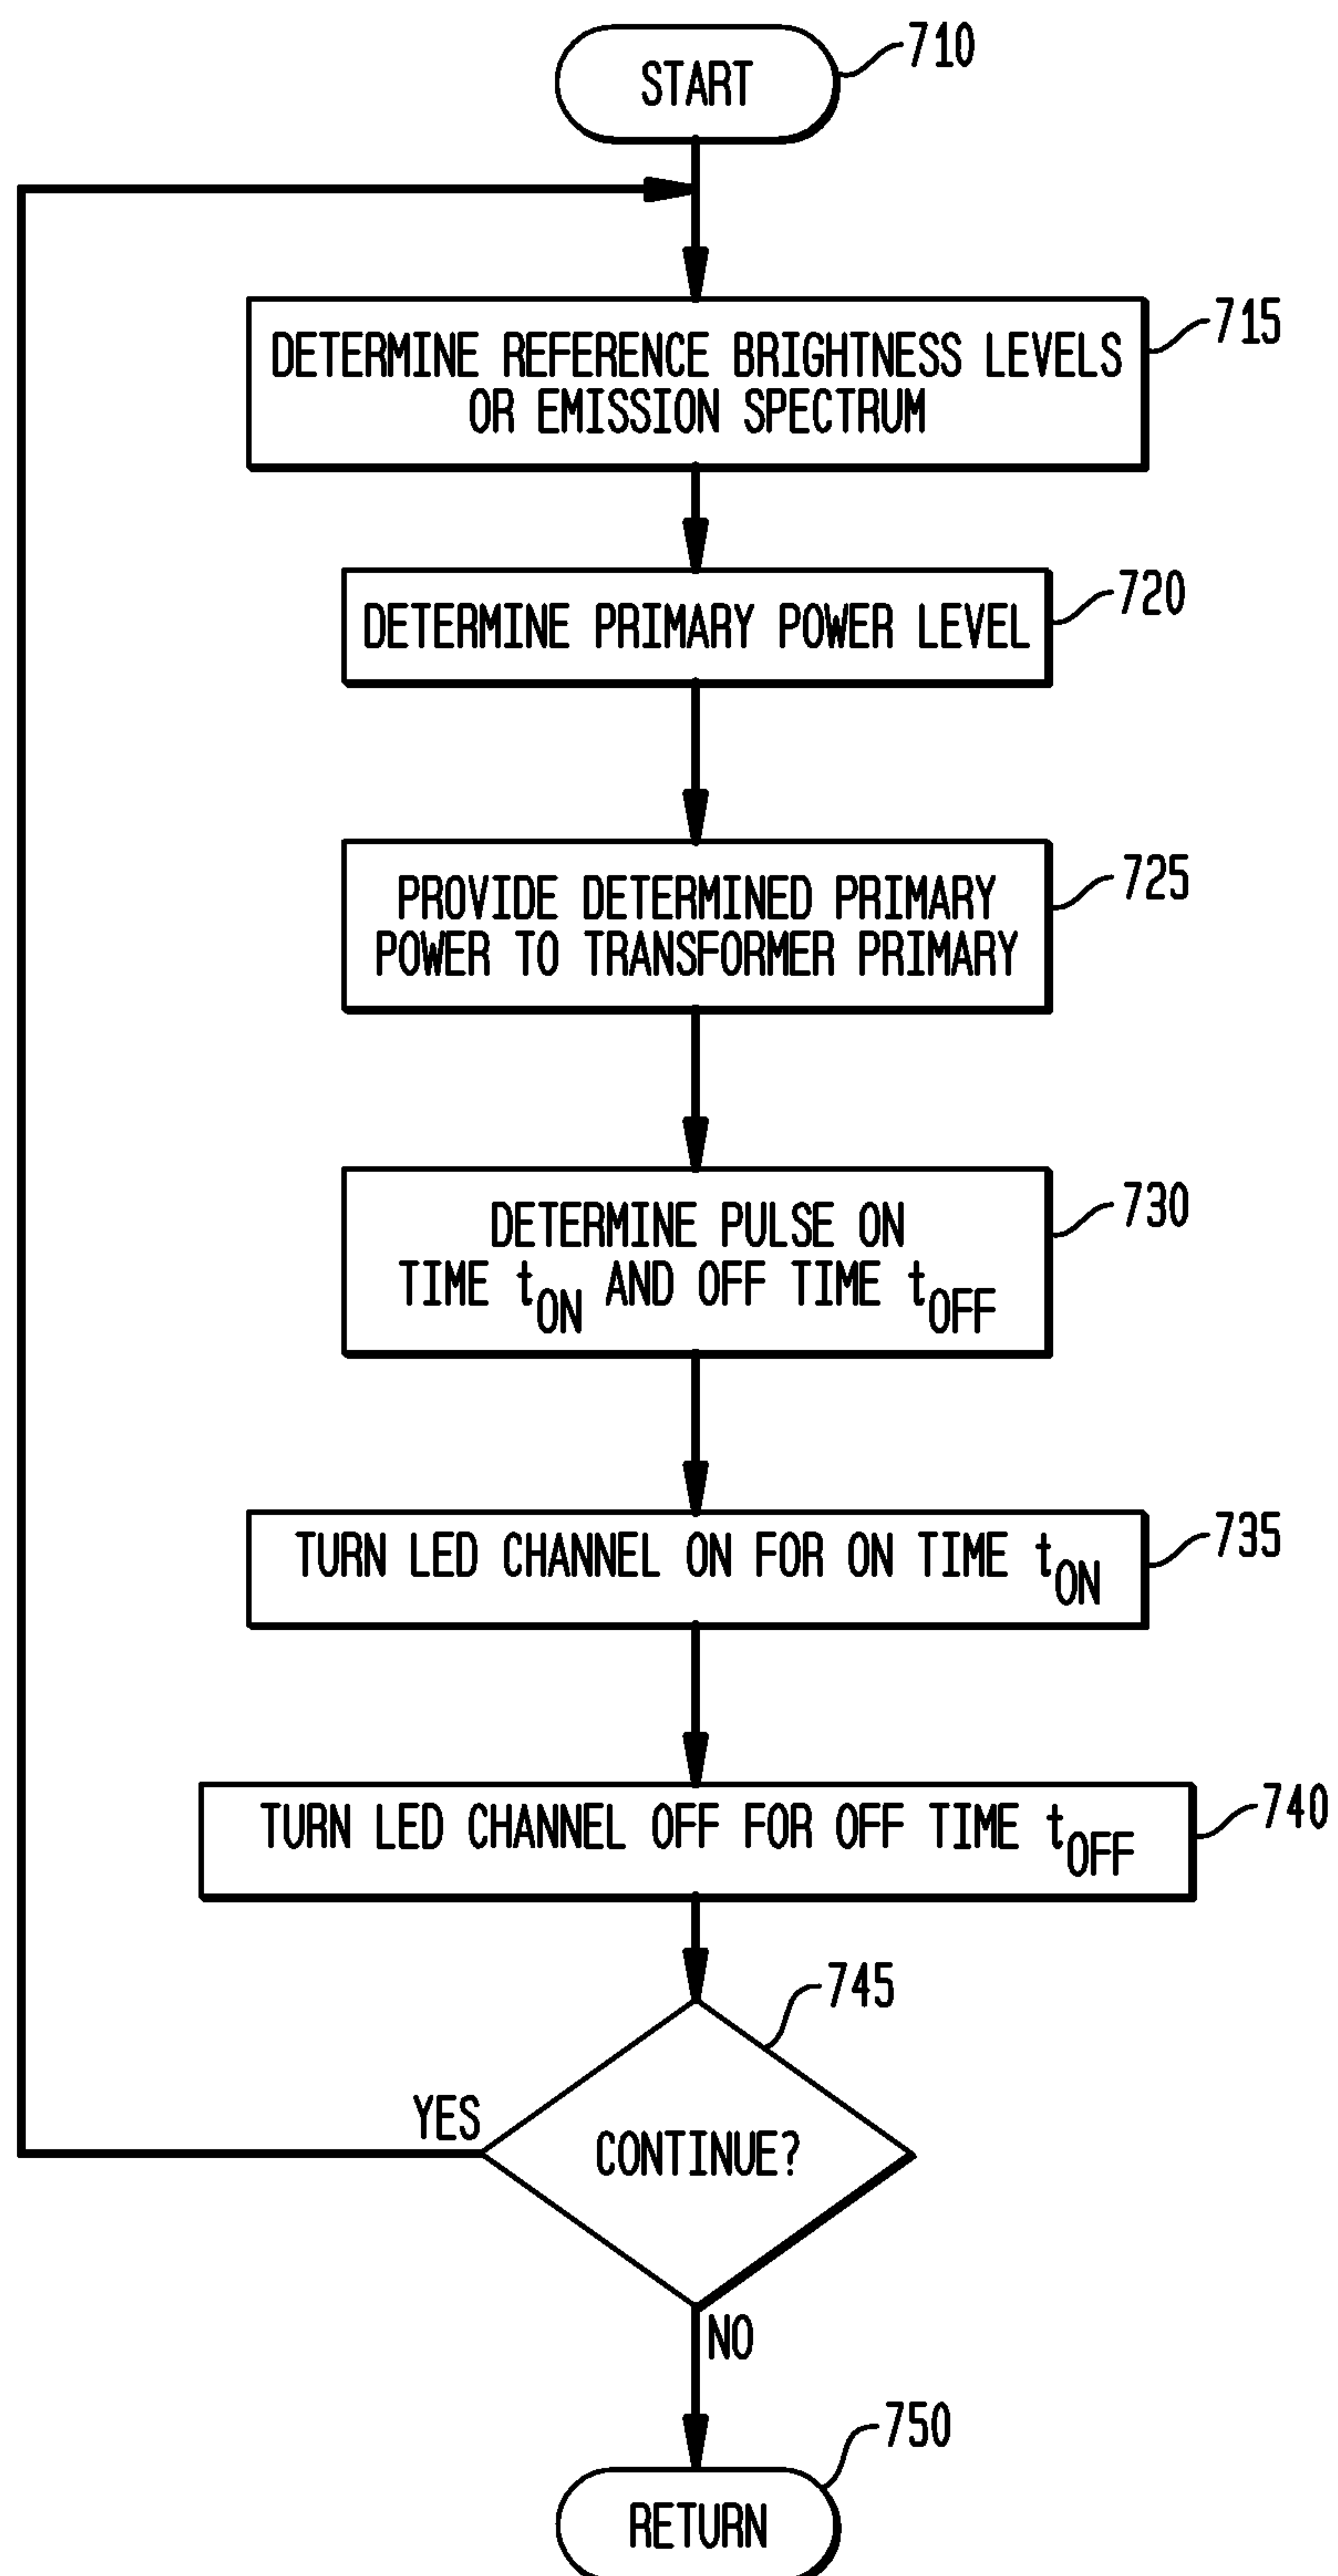 START
710
DETERMINE REFERENCE BRIGHTNESS LEVELS
OR EMISSION SPECTRUM
715
DETERMINE PRIMARY POWER LEVEL
720
PROVIDE DETERMINED PRIMARY
POWER TO TRANSFORMER PRIMARY
725
DETERMINE PULSE ON
TIME tON AND OFF TIME tOFF
730
TURN LED CHANNEL ON FOR ON TIME tON
735
TURN LED CHANNEL OFF FOR OFF TIME tOFF
740
745
CONTINUE?
YES
NO
750
RETURN